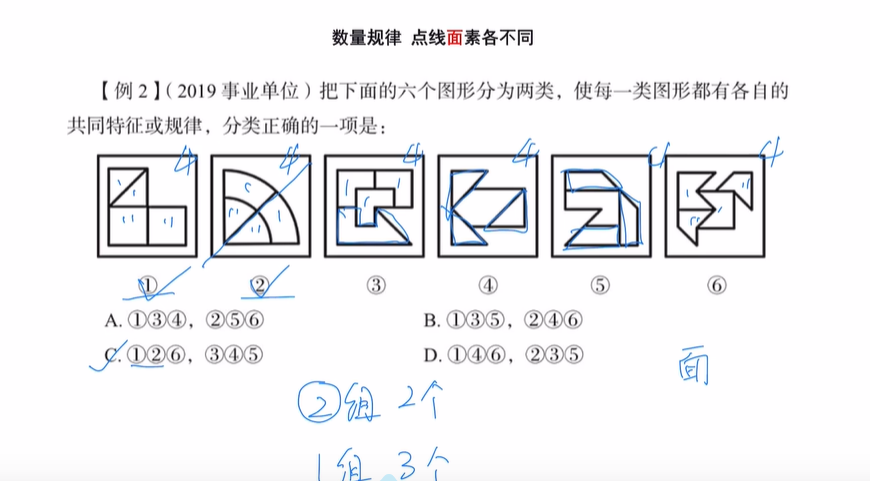 数量规律 点线面素各不同
【例2】（2019事业单位）把下面的六个图形分为两类，使每一类图形都有各自的
共同特征或规律，分类正确的一项是：
4 4 4 4 4 4
① ② ③ ④ ⑤ ⑥
A. ①③④，②⑤⑥ B. ①③⑤，②④⑥
C. ①②⑥，③④⑤ D. ①④⑥，②③⑤
面
②组 2个
1组 3个